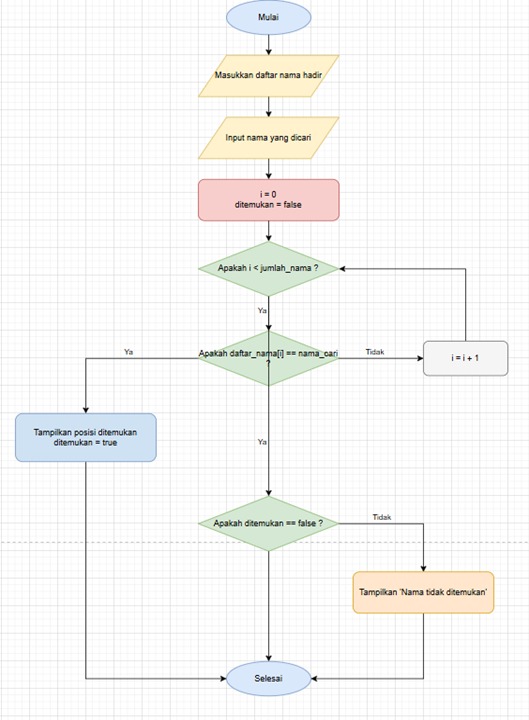 Mulai
Masukkan daftar nama hadir
Input nama yang dicari
i = 0
ditemukan = false
Apakah i < jumlah_nama ?
Ya
Apakah daftar_nama[i] == nama_cari
?
Ya
Tidak
i = i + 1
Tampilkan posisi ditemukan
ditemukan = true
Ya
Apakah ditemukan == false ?
Tidak
Tampilkan 'Nama tidak ditemukan'
Selesai